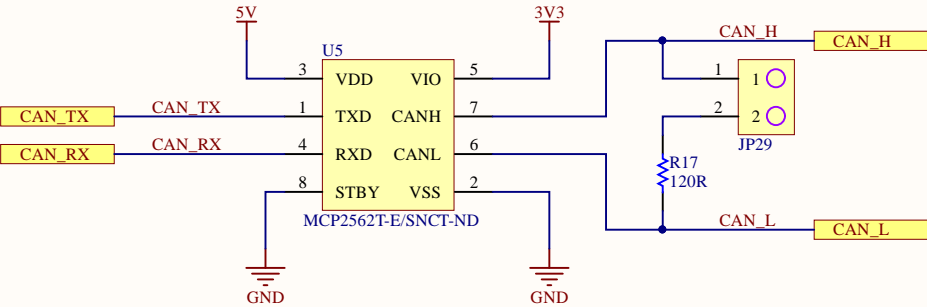 5V
3V3
U5
CAN_H
CAN_H
3 VDD VIO 5
1 1
CAN_TX CAN_TX 1 TXD CANH 7
2 2
JP29
CAN_RX CAN_RX 4 RXD CANL 6
R17
120R
8 STBY VSS 2
MCP2562T-E/SNCT-ND
CAN_L
CAN_L
GND
GND